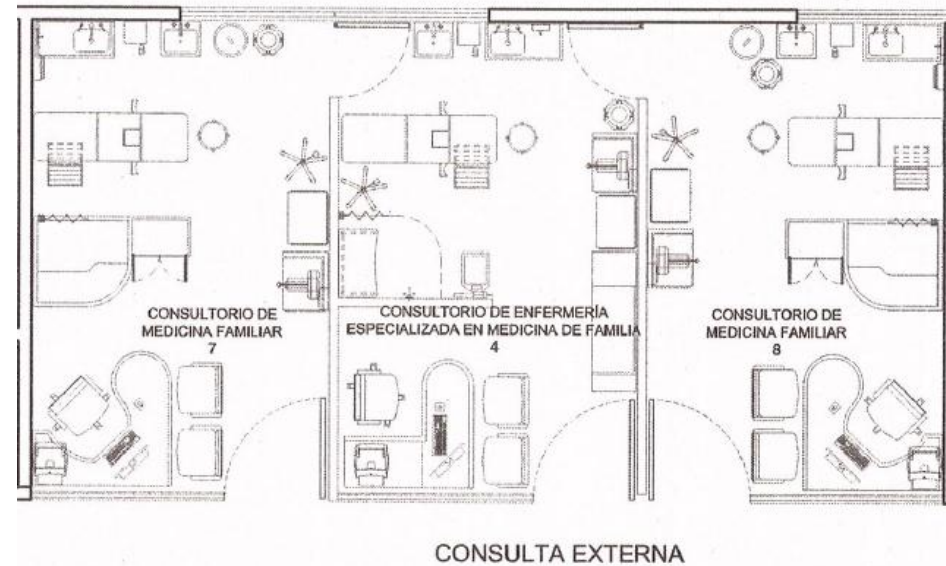 CONSULTORIO DE
MEDICINA FAMILIAR
7
CONSULTORIO DE ENFERMERÍA
ESPECIALIZADA EN MEDICINA DE FAMILIA
4
CONSULTORIO DE
MEDICINA FAMILIAR
8
CONSULTA EXTERNA